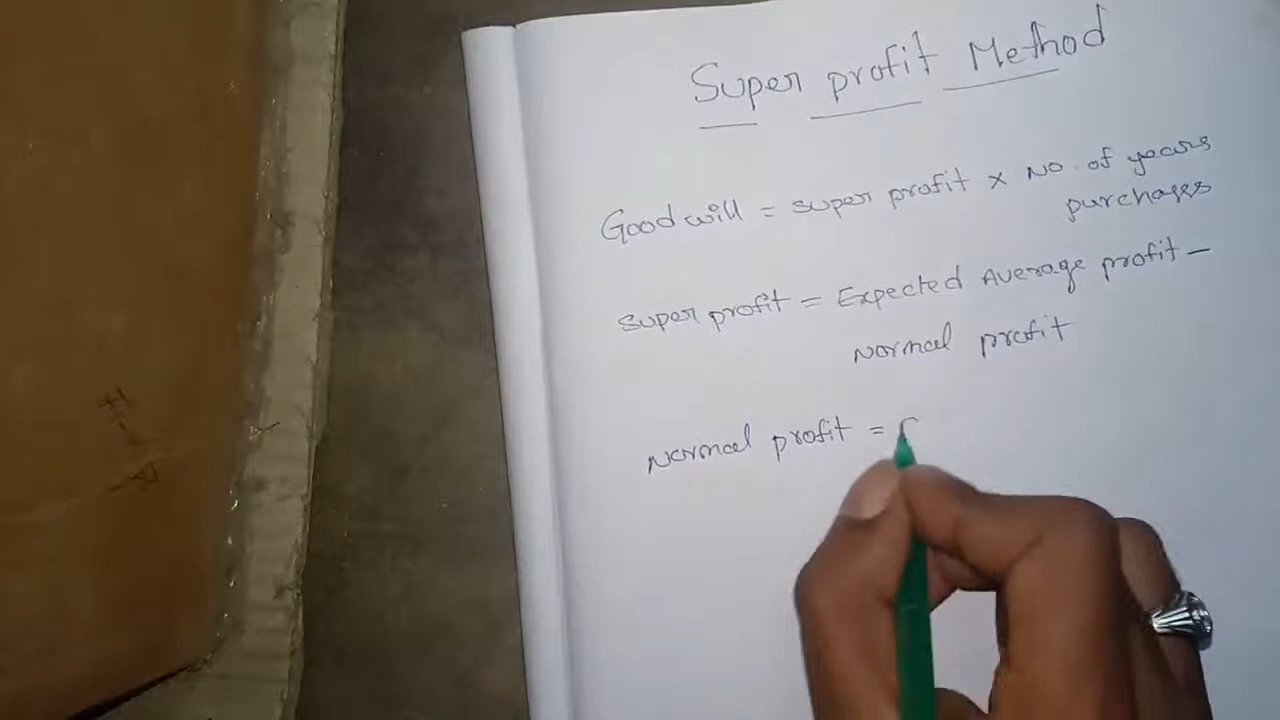 Super profit Method
Goodwill = super profit × No. of years
purchases
super profit = Expected Average profit –
Normal profit
Normal profit =